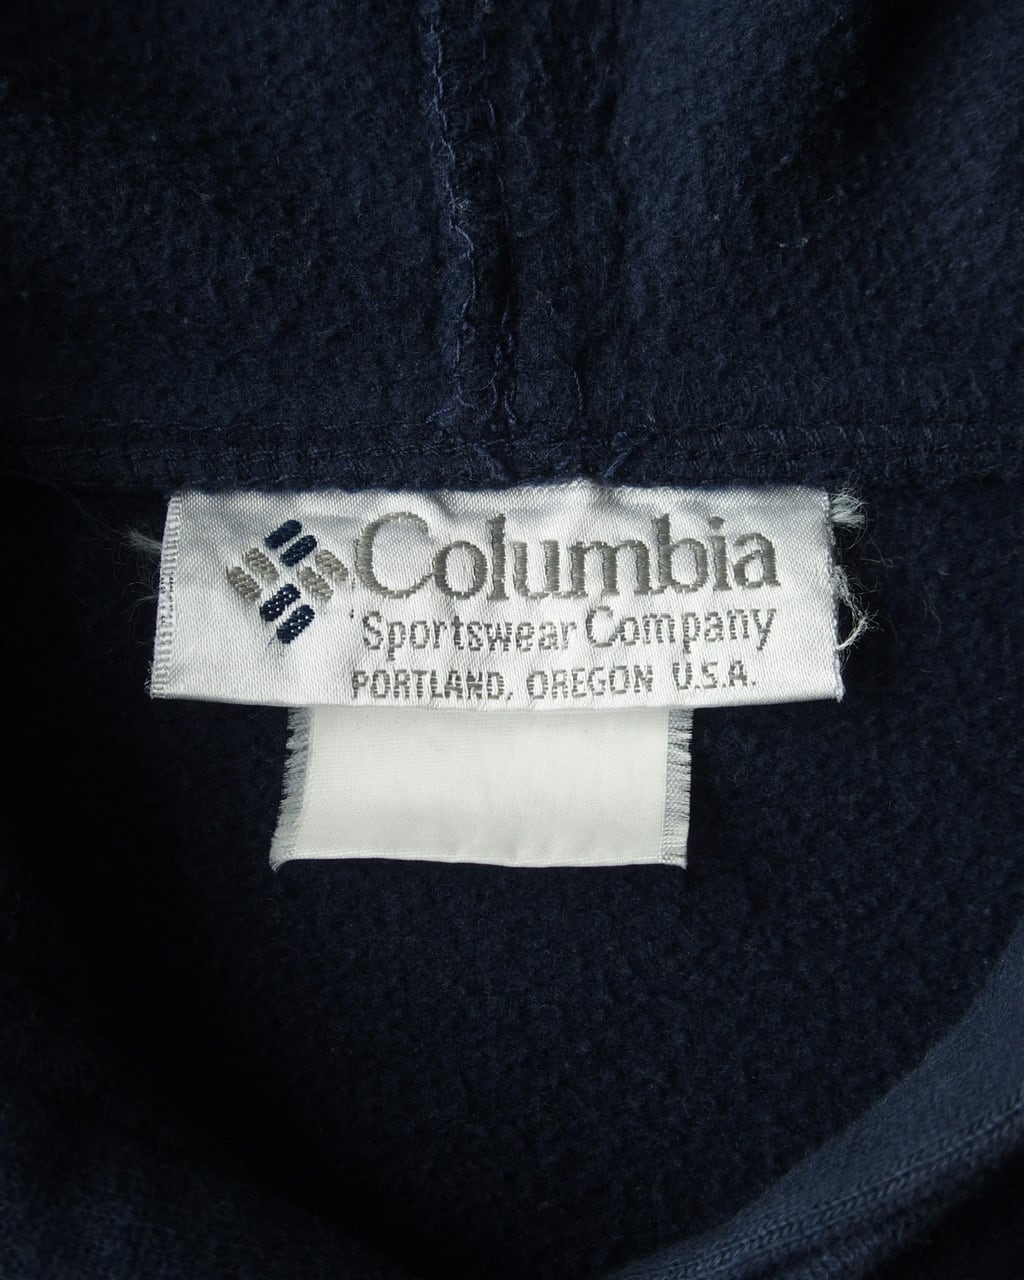 Columbia
Sportswear Company
PORTLAND, OREGON U.S.A.